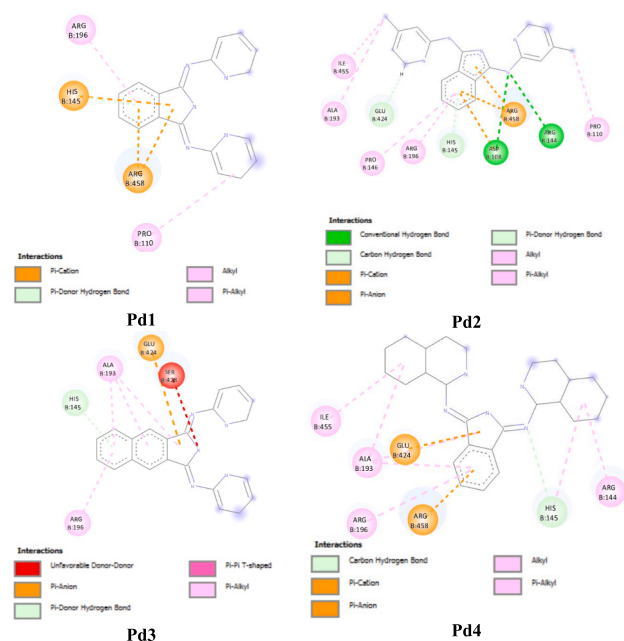 ARG
B:196
HIS
B:145
ARG
B:458
PRO
B:110
Interactions
Pi-Cation
Pi-Donor Hydrogen Bond
Alkyl
Pi-Alkyl
Pd1
ILE
B:455
ALA
B:193
GLU
B:424
H
PRO
B:146
ARG
B:196
HIS
B:145
ASP
B:108
ARG
B:458
ARG
B:144
PRO
B:110
Interactions
Conventional Hydrogen Bond
Carbon Hydrogen Bond
Pi-Cation
Pi-Anion
Pi-Donor Hydrogen Bond
Alkyl
Pi-Alkyl
Pd2
GLU
B:424
SER
ALA
B:193
HIS
B:145
ARG
B:196
Interactions
Unfavorable Donor-Donor
Pi-Anion
Pi-Donor Hydrogen Bond
Pi-Pi T-shaped
Pi-Alkyl
Pd3
ILE
B:455
ALA
B:193
GLU
B:424
ARG
B:196
ARG
B:458
HIS
B:145
ARG
B:144
Interactions
Carbon Hydrogen Bond
Pi-Cation
Pi-Anion
Alkyl
Pi-Alkyl
Pd4